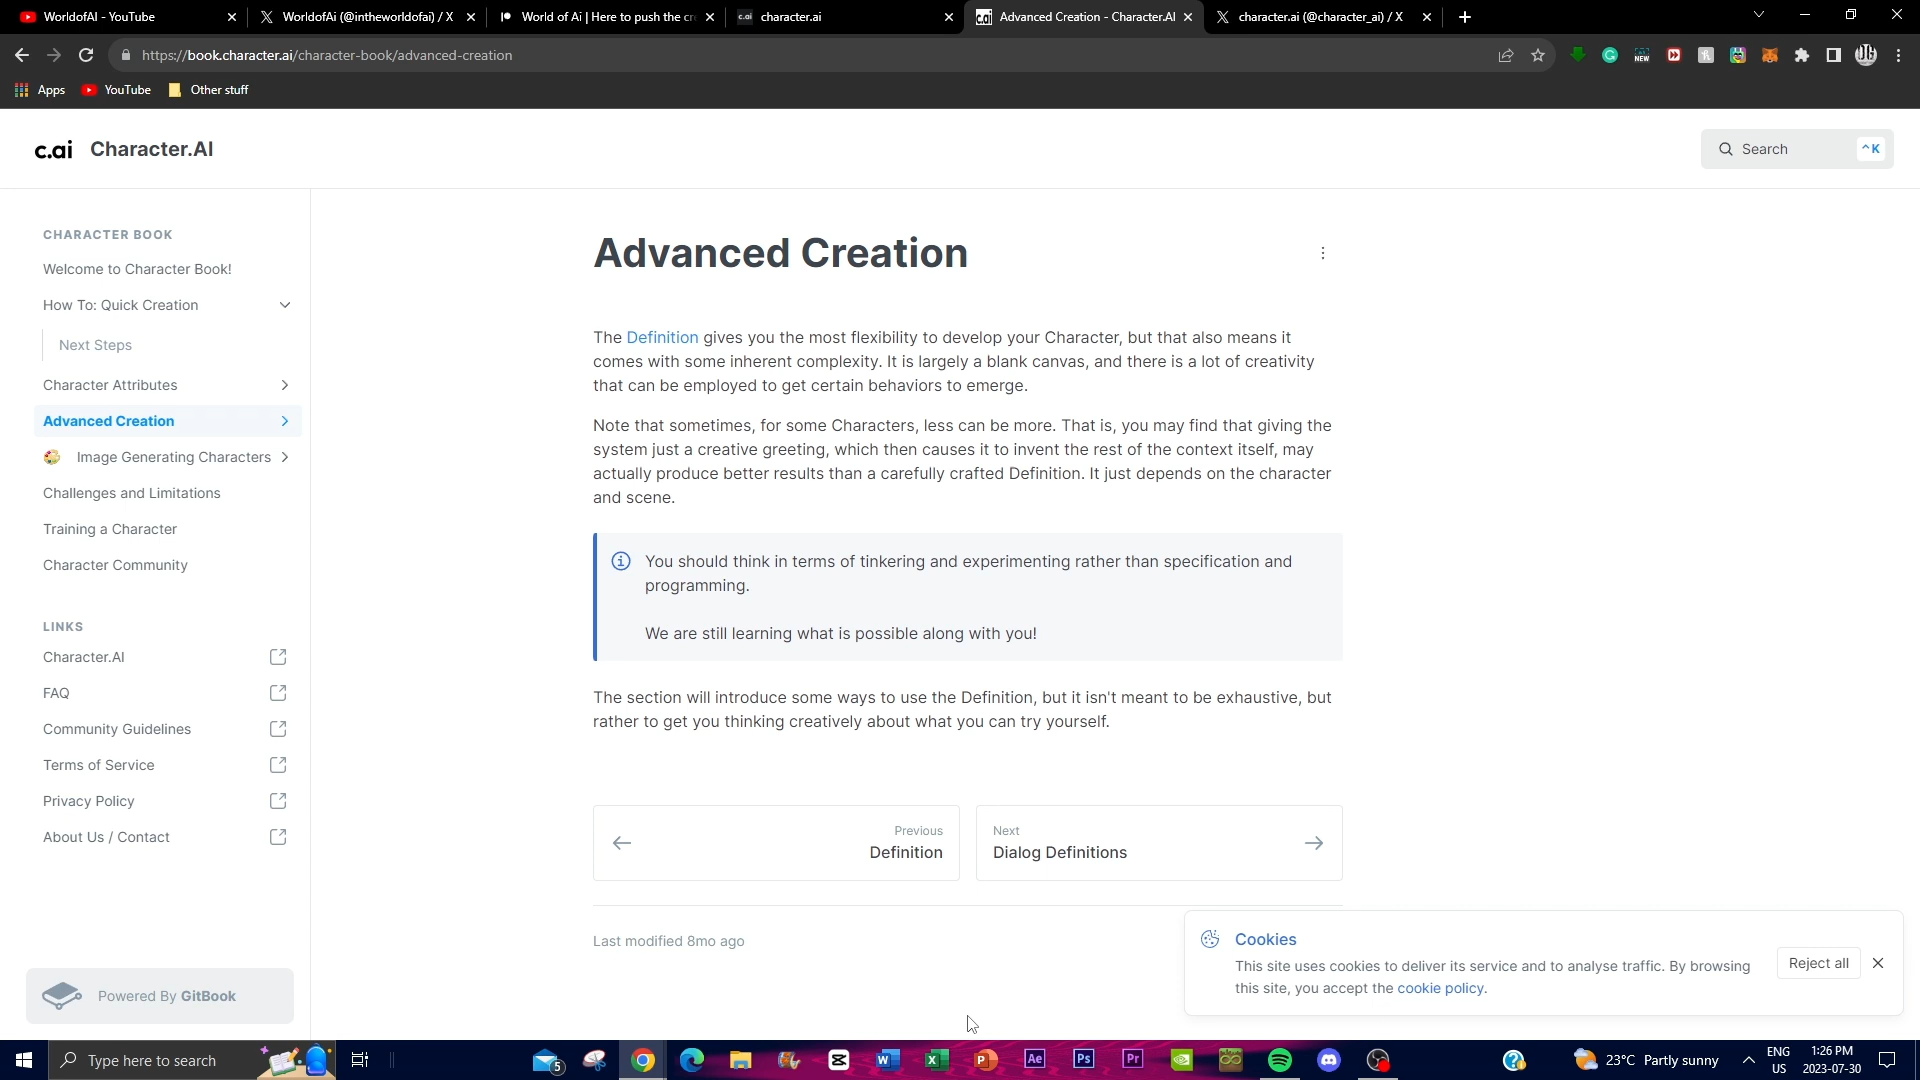 WorldofAI - YouTube
WorldofAi (@intheworldofai) / X
World of Ai | Here to push the cr
c.ai character.ai
c.ai Advanced Creation - Character.AI
character.ai (@character_ai) / X
https://book.character.ai/character-book/advanced-creation
NEW
Apps
YouTube
Other stuff
c.ai Character.AI
Search
^K
CHARACTER BOOK
Welcome to Character Book!
How To: Quick Creation
Next Steps
Character Attributes
Advanced Creation
Image Generating Characters
Challenges and Limitations
Training a Character
Character Community
LINKS
Character.AI
FAQ
Community Guidelines
Terms of Service
Privacy Policy
About Us / Contact
Powered By GitBook
Advanced Creation
The Definition gives you the most flexibility to develop your Character, but that also means it
comes with some inherent complexity. It is largely a blank canvas, and there is a lot of creativity
that can be employed to get certain behaviors to emerge.
Note that sometimes, for some Characters, less can be more. That is, you may find that giving the
system just a creative greeting, which then causes it to invent the rest of the context itself, may
actually produce better results than a carefully crafted Definition. It just depends on the character
and scene.
You should think in terms of tinkering and experimenting rather than specification and
programming.
We are still learning what is possible along with you!
The section will introduce some ways to use the Definition, but it isn't meant to be exhaustive, but
rather to get you thinking creatively about what you can try yourself.
Previous
Definition
Next
Dialog Definitions
Last modified 8mo ago
Cookies
This site uses cookies to deliver its service and to analyse traffic. By browsing
this site, you accept the cookie policy.
Reject all
Type here to search
5
Ae
Ps
Pr
23°C Partly sunny
ENG
US
1:26 PM
2023-07-30